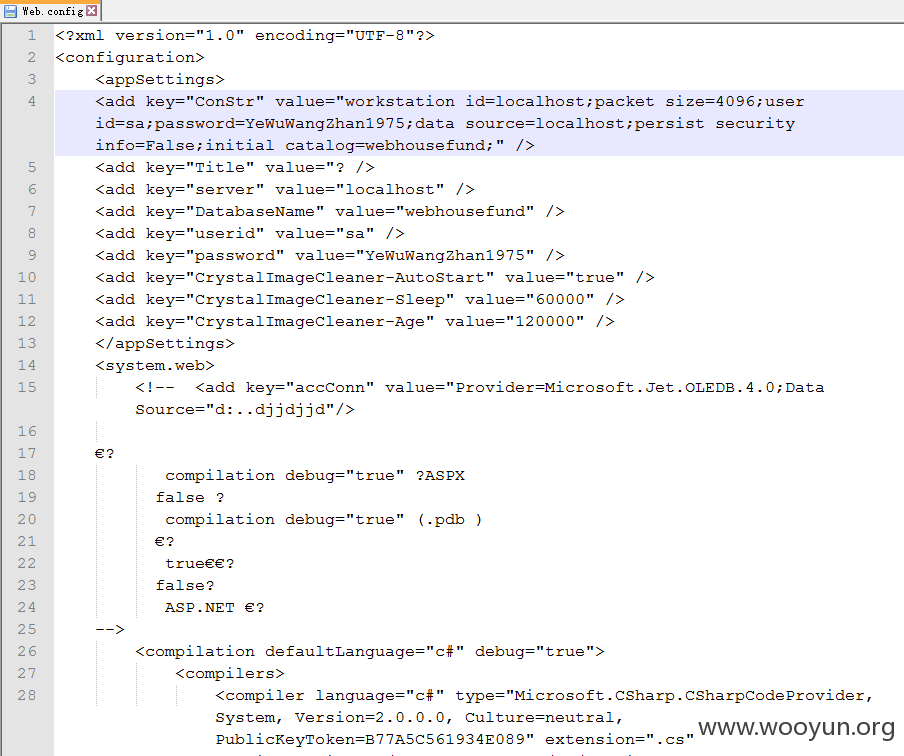 Web.config
1 <?xml version="1.0" encoding="UTF-8"?>
2 <configuration>
3 <appSettings>
4 <add key="ConStr" value="workstation id=localhost;packet size=4096;user
id=sa;password=YeWuWangZhan1975;data source=localhost;persist security
info=False;initial catalog=webhousefund;" />
5 <add key="Title" value="? />
6 <add key="server" value="localhost" />
7 <add key="DatabaseName" value="webhousefund" />
8 <add key="userid" value="sa" />
9 <add key="password" value="YeWuWangZhan1975" />
10 <add key="CrystalImageCleaner-AutoStart" value="true" />
11 <add key="CrystalImageCleaner-Sleep" value="60000" />
12 <add key="CrystalImageCleaner-Age" value="120000" />
13 </appSettings>
14 <system.web>
15 <!-- <add key="accConn" value="Provider=Microsoft.Jet.OLEDB.4.0;Data
Source="d:..djjdjjd"/>
16
17 €?
18 compilation debug="true" ?ASPX
19 false ?
20 compilation debug="true" (.pdb )
21 €?
22 true€€?
23 false?
24 ASP.NET €?
25 -->
26 <compilation defaultLanguage="c#" debug="true">
27 <compilers>
28 <compiler language="c#" type="Microsoft.CSharp.CSharpCodeProvider,
System, Version=2.0.0.0, Culture=neutral,
PublicKeyToken=B77A5C561934E089" extension=".cs"
www.wooyun.org